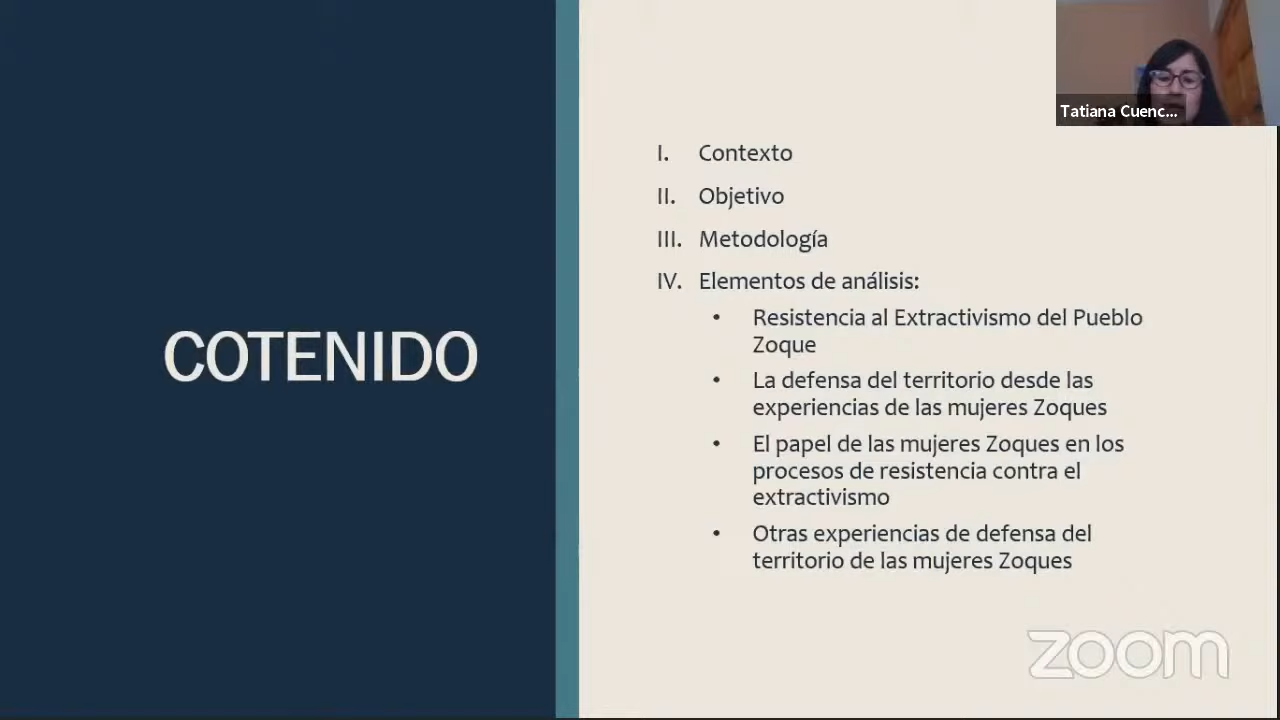 Tatiana Cuenc...
COTENIDO
I. Contexto
II. Objetivo
III. Metodología
IV. Elementos de análisis:
• Resistencia al Extractivismo del Pueblo
Zoque
• La defensa del territorio desde las
experiencias de las mujeres Zoques
• El papel de las mujeres Zoques en los
procesos de resistencia contra el
extractivismo
• Otras experiencias de defensa del
territorio de las mujeres Zoques
zoom